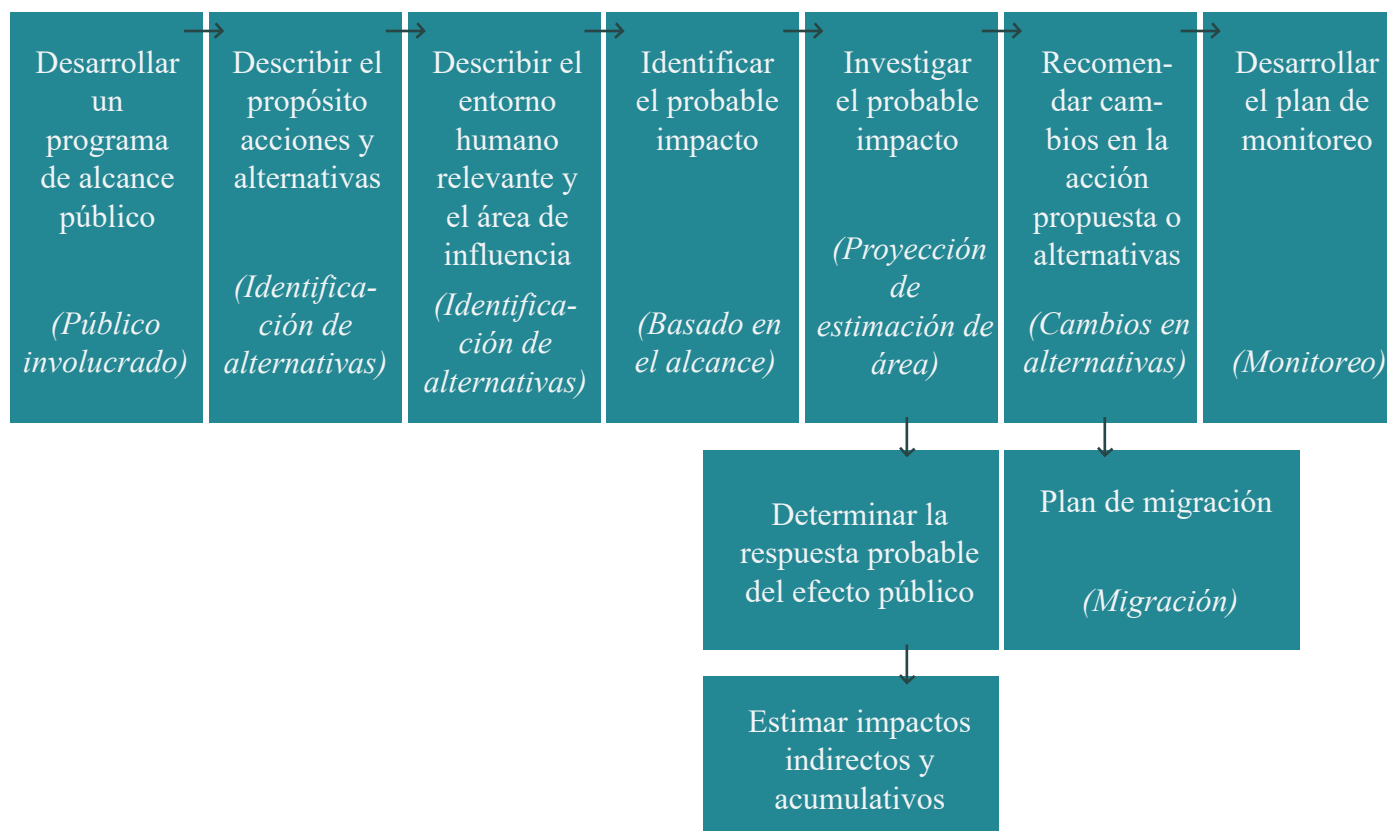 Desarrollar
un
programa
de alcance
público
(Público
involucrado)
Describir el
propósito
acciones y
alternativas
(Identifica-
ción de
alternativas)
Describir el
entorno
humano
relevante y
el área de
influencia
(Identifica-
ción de
alternativas)
Identificar
el probable
impacto
(Basado en
el alcance)
Investigar
el probable
impacto
(Proyección
de
estimación de
área)
Recomen-
dar cam-
bios en la
acción
propuesta o
alternativas
(Cambios en
alternativas)
Desarrollar
el plan de
monitoreo
(Monitoreo)
Determinar la
respuesta probable
del efecto público
Plan de migración
(Migración)
Estimar impactos
indirectos y
acumulativos